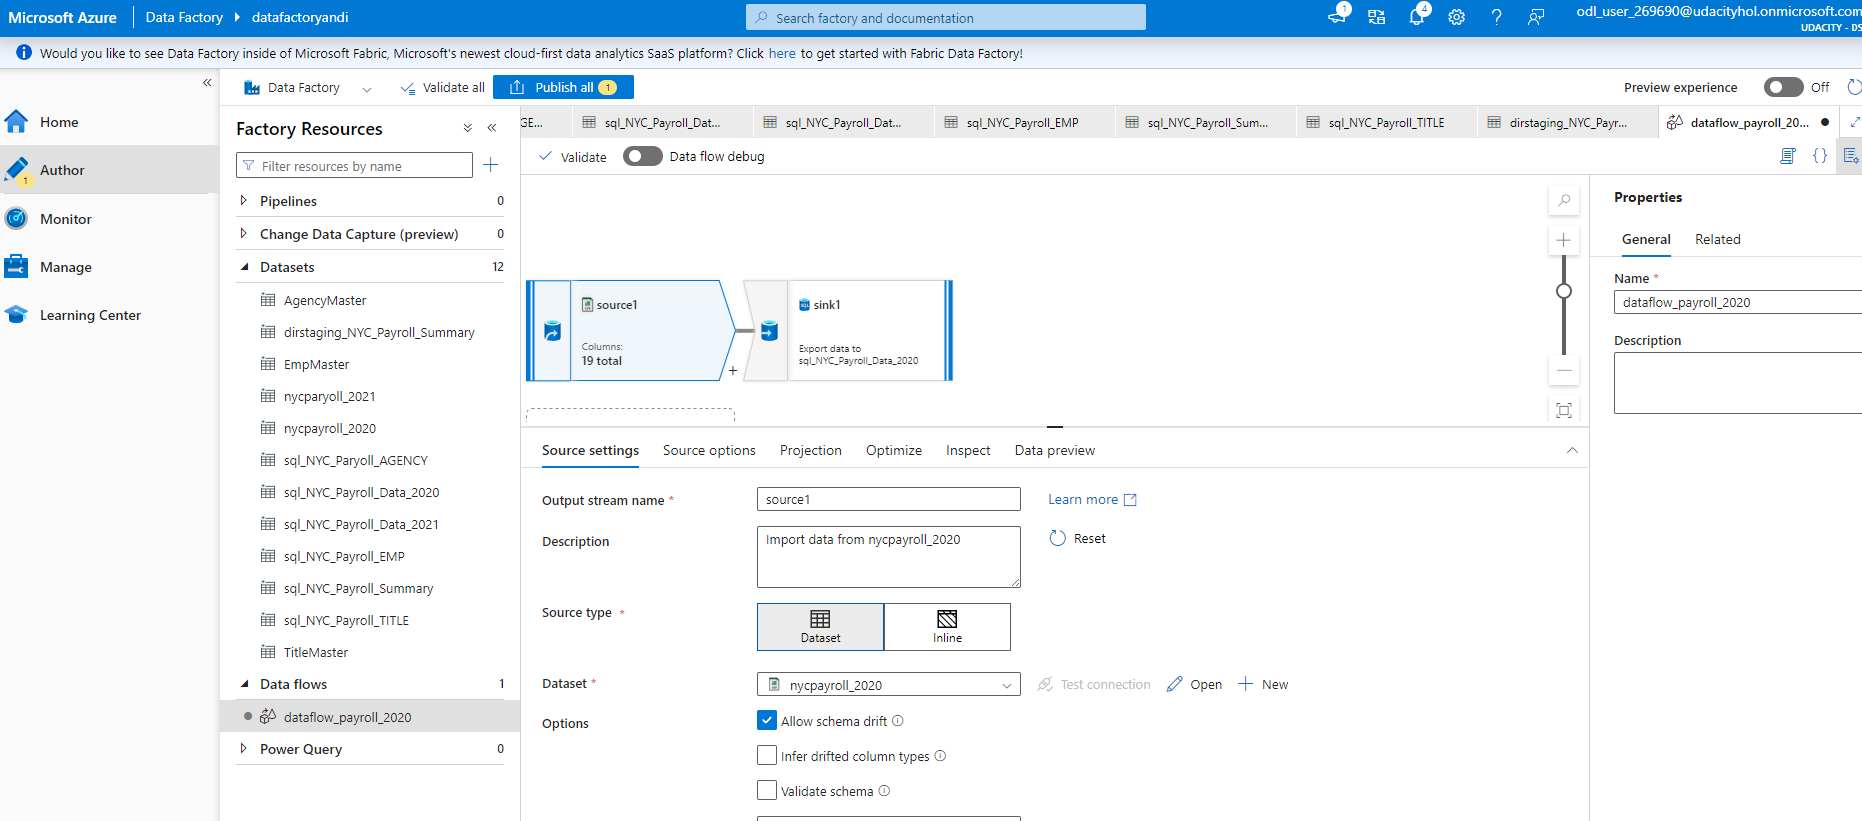 Microsoft Azure
Data Factory
datafactoryandi
Search factory and documentation
1
4
odl_user_269690@udacityhol.onmicrosoft.com
UDACITY - DS
Would you like to see Data Factory inside of Microsoft Fabric, Microsoft's newest cloud-first data analytics SaaS platform? Click here to get started with Fabric Data Factory!
Home
Author
1
Monitor
Manage
Learning Center
Data Factory
Validate all
Publish all 1
Preview experience
Off
Factory Resources
Filter resources by name
Pipelines 0
Change Data Capture (preview) 0
Datasets 12
AgencyMaster
dirstaging_NYC_Payroll_Summary
EmpMaster
nycparyoll_2021
nycpayroll_2020
sql_NYC_Paryoll_AGENCY
sql_NYC_Payroll_Data_2020
sql_NYC_Payroll_Data_2021
sql_NYC_Payroll_EMP
sql_NYC_Payroll_Summary
sql_NYC_Payroll_TITLE
TitleMaster
Data flows 1
dataflow_payroll_2020
Power Query 0
GE...
sql_NYC_Payroll_Dat...
sql_NYC_Payroll_Dat...
sql_NYC_Payroll_EMP
sql_NYC_Payroll_Sum...
sql_NYC_Payroll_TITLE
dirstaging_NYC_Payr...
dataflow_payroll_20...
Validate
Data flow debug
{}
source1
Columns:
19 total
+
SQL
sink1
Export data to
sql_NYC_Payroll_Data_2020
Source settings
Source options
Projection
Optimize
Inspect
Data preview
Output stream name *
source1
Learn more
Description
Import data from nycpayroll_2020
Reset
Source type *
Dataset
Inline
Dataset *
nycpayroll_2020
Test connection
Open
New
Options
Allow schema drift
Infer drifted column types
Validate schema
Properties
General
Related
Name *
dataflow_payroll_2020
Description